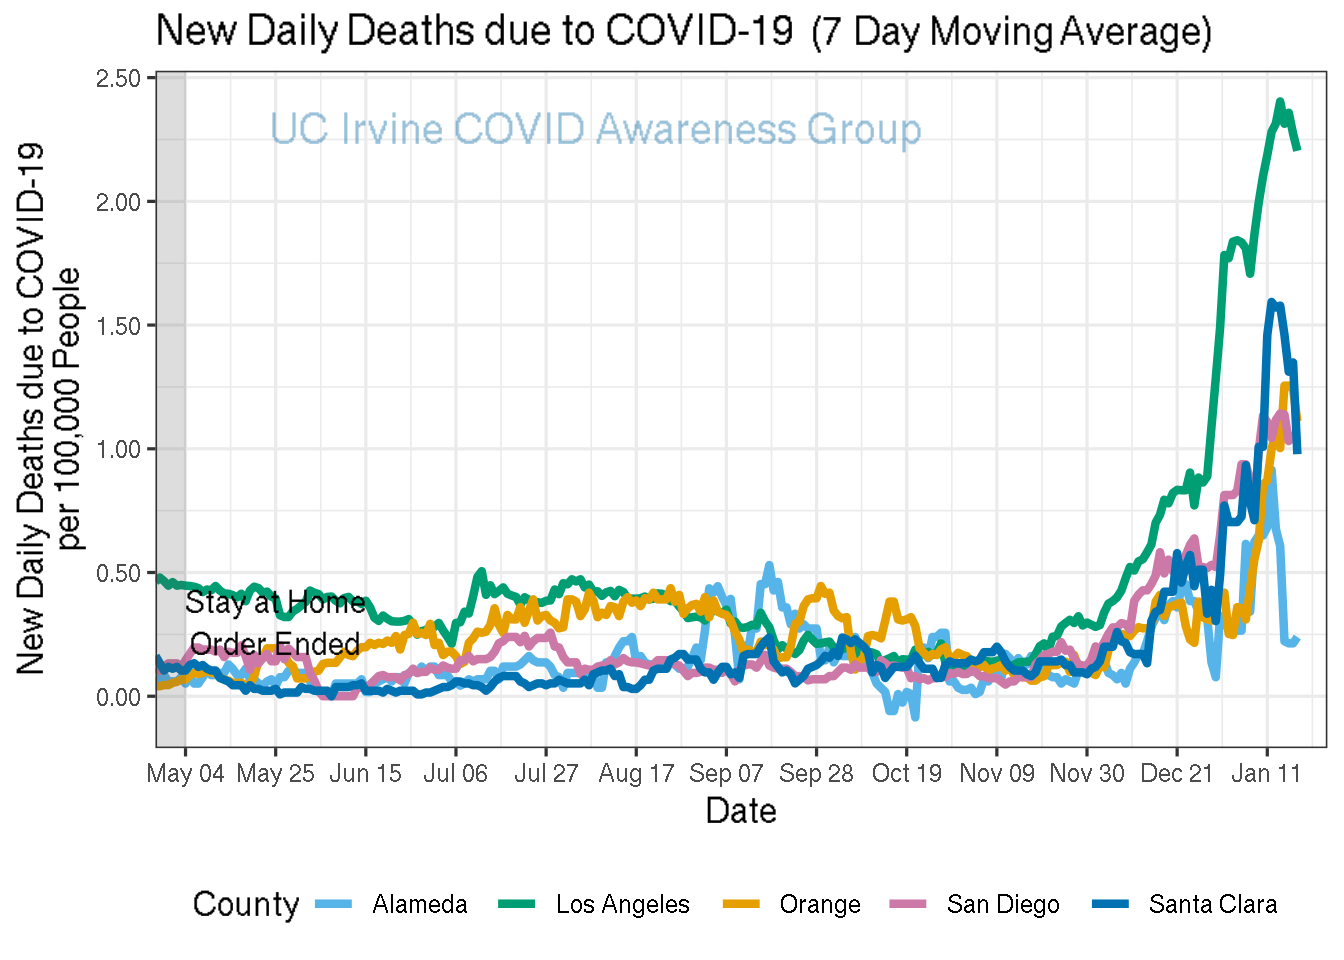 New Daily Deaths due to COVID-19 (7 Day Moving Average)
UC Irvine COVID Awareness Group
New Daily Deaths due to COVID-19
per 100,000 People
2.50
2.00
1.50
1.00
0.50
0.00
Stay at Home
Order Ended
May 04 May 25 Jun 15 Jul 06 Jul 27 Aug 17 Sep 07 Sep 28 Oct 19 Nov 09 Nov 30 Dec 21 Jan 11
Date
County Alameda Los Angeles Orange San Diego Santa Clara